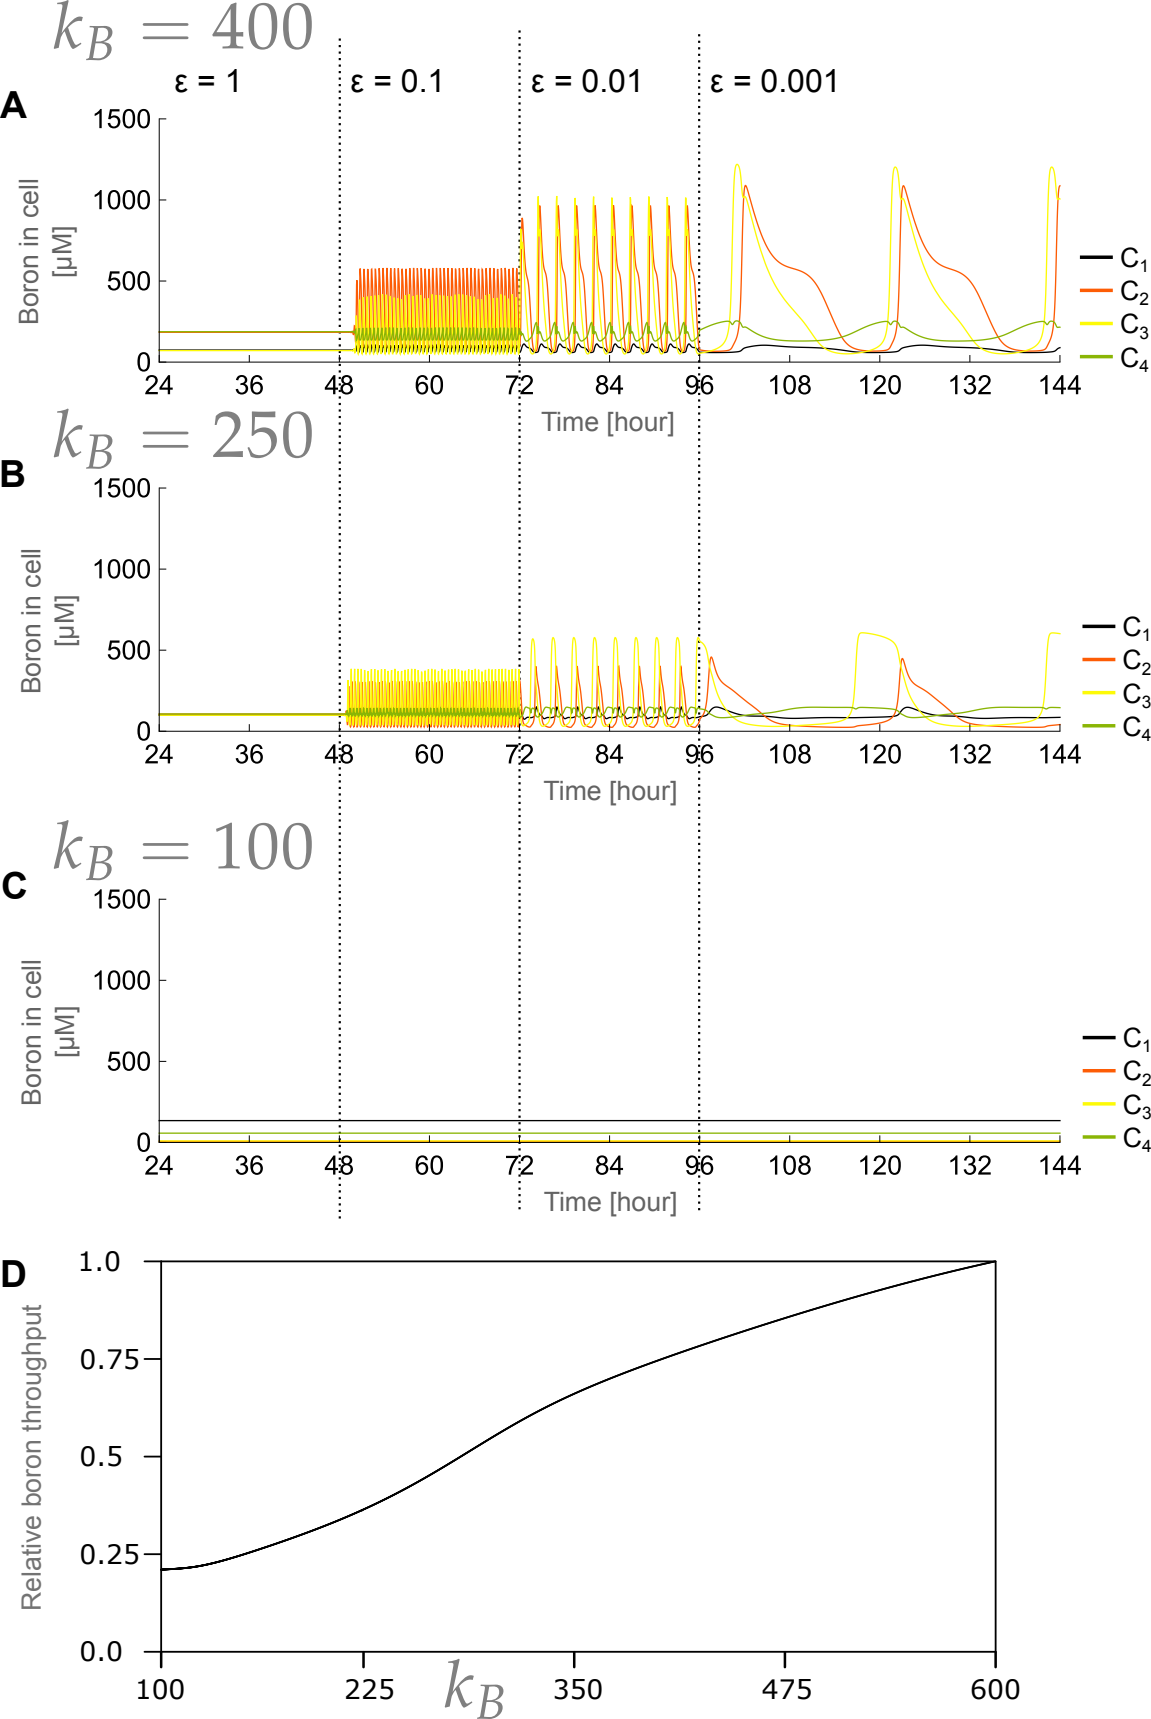 k_B = 400
ε = 1 ε = 0.1 ε = 0.01 ε = 0.001
A
1500
1000
500
0
Boron in cell
[µM]
24 36 48 60 72 84 96 108 120 132 144
Time [hour]
C1
C2
C3
C4
k_B = 250
B
1500
1000
500
0
Boron in cell
[µM]
24 36 48 60 72 84 96 108 120 132 144
Time [hour]
C1
C2
C3
C4
k_B = 100
C
1500
1000
500
0
Boron in cell
[µM]
24 36 48 60 72 84 96 108 120 132 144
Time [hour]
C1
C2
C3
C4
D
1.0
0.75
0.5
0.25
0.0
Relative boron throughput
100 225 350 475 600
k_B